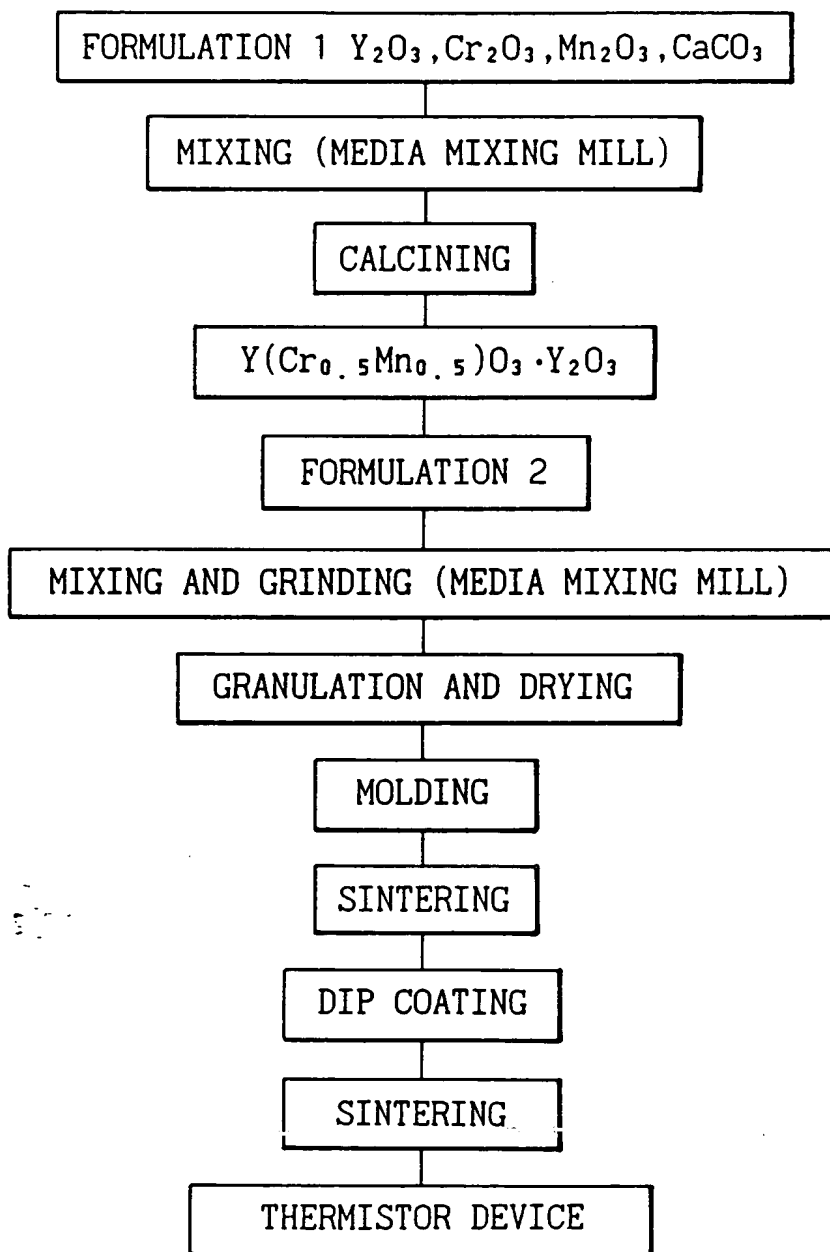 FORMULATION 1 Y₂O₃,Cr₂O₃,Mn₂O₃,CaCO₃
MIXING (MEDIA MIXING MILL)
CALCINING
Y(Cr₀.₅Mn₀.₅)O₃·Y₂O₃
FORMULATION 2
MIXING AND GRINDING (MEDIA MIXING MILL)
GRANULATION AND DRYING
MOLDING
SINTERING
DIP COATING
SINTERING
THERMISTOR DEVICE